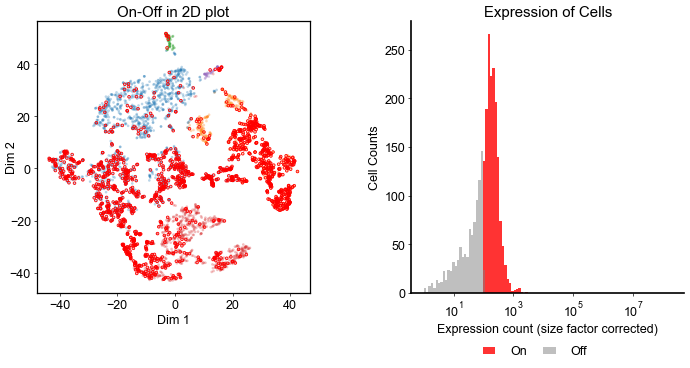 On-Off in 2D plot
Dim 2
40
20
0
−20
−40
−40 −20 0 20 40
Dim 1
Expression of Cells
Cell Counts
250
200
150
100
50
0
10^1 10^3 10^5 10^7
Expression count (size factor corrected)
On Off